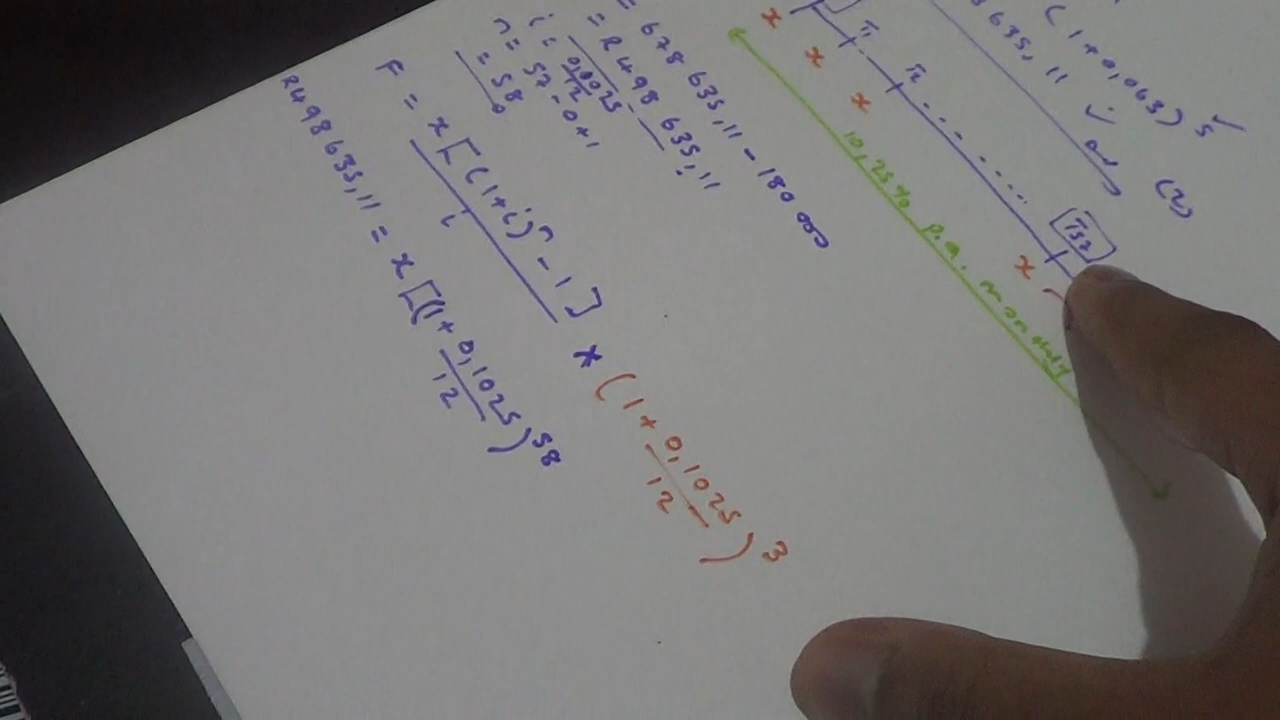 (1+0,063)⁵ ✓
635,11 (2)
T1 T2 ........ T57
x x x x
10,25% p.a. monthly
= 678 635,11 - 180 000
= R498 635,11
i = 0,0025/12
n = 57 - 0 + 1
= 58
F = x[(1+i)ⁿ - 1]/i × (1 + 0,1025/12)³
R498 635,11 = x[(1 + 0,1025/12)⁵⁸